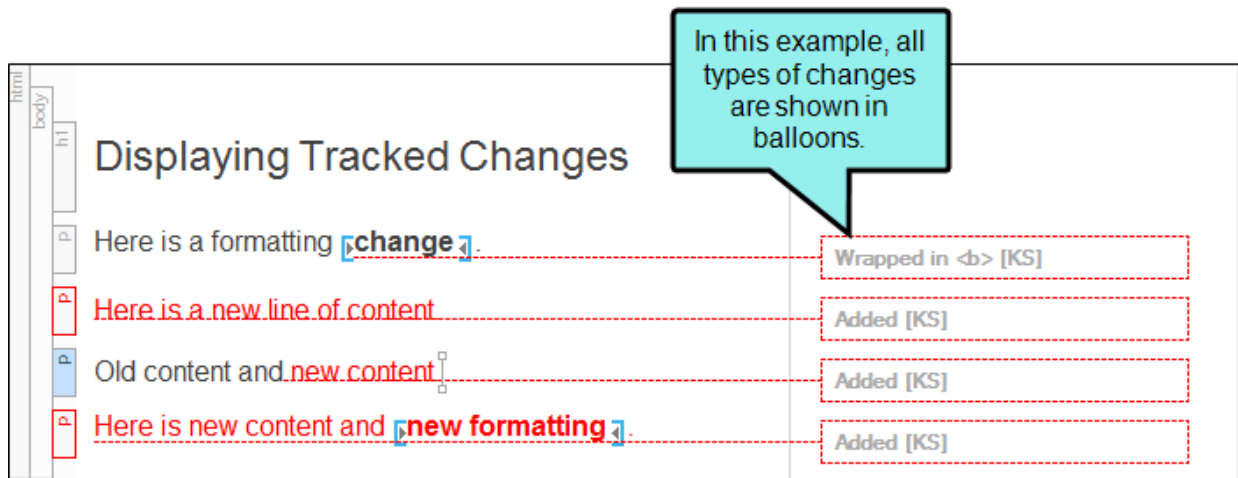 In this example, all
types of changes
are shown in
balloons.
html
body
h1
Displaying Tracked Changes
P
Here is a formatting change.
Wrapped in <b> [KS]
P
Here is a new line of content
Added [KS]
P
Old content and new content
Added [KS]
P
Here is new content and new formatting.
Added [KS]